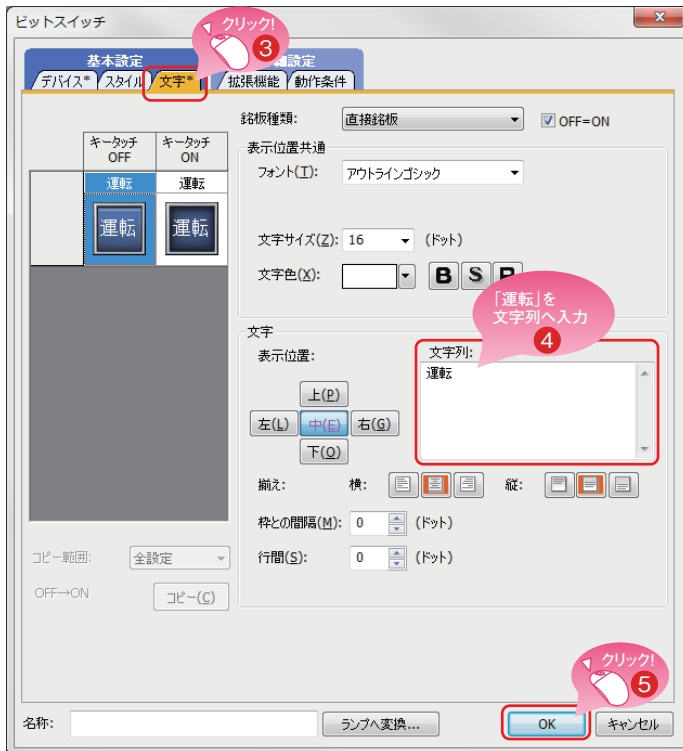 ビットスイッチ
クリック!
3
基本設定
設定
デバイス* スタイル 文字* 拡張機能 動作条件
銘板種類: 直接銘板 OFF=ON
キータッチ OFF
キータッチ ON
運転 運転
運転 運転
表示位置共通
フォント(T): アウトラインゴシック
文字サイズ(Z): 16 (ドット)
文字色(X): B S R
「運転」を
文字列へ入力
4
文字
表示位置: 文字列:
運転
上(P)
左(L) 中(E) 右(G)
下(O)
揃え: 横: 縦:
枠との間隔(M): 0 (ドット)
行間(S): 0 (ドット)
コピー範囲: 全設定
OFF→ON コピー(C)
クリック!
5
名称: ランプへ変換... OK キャンセル